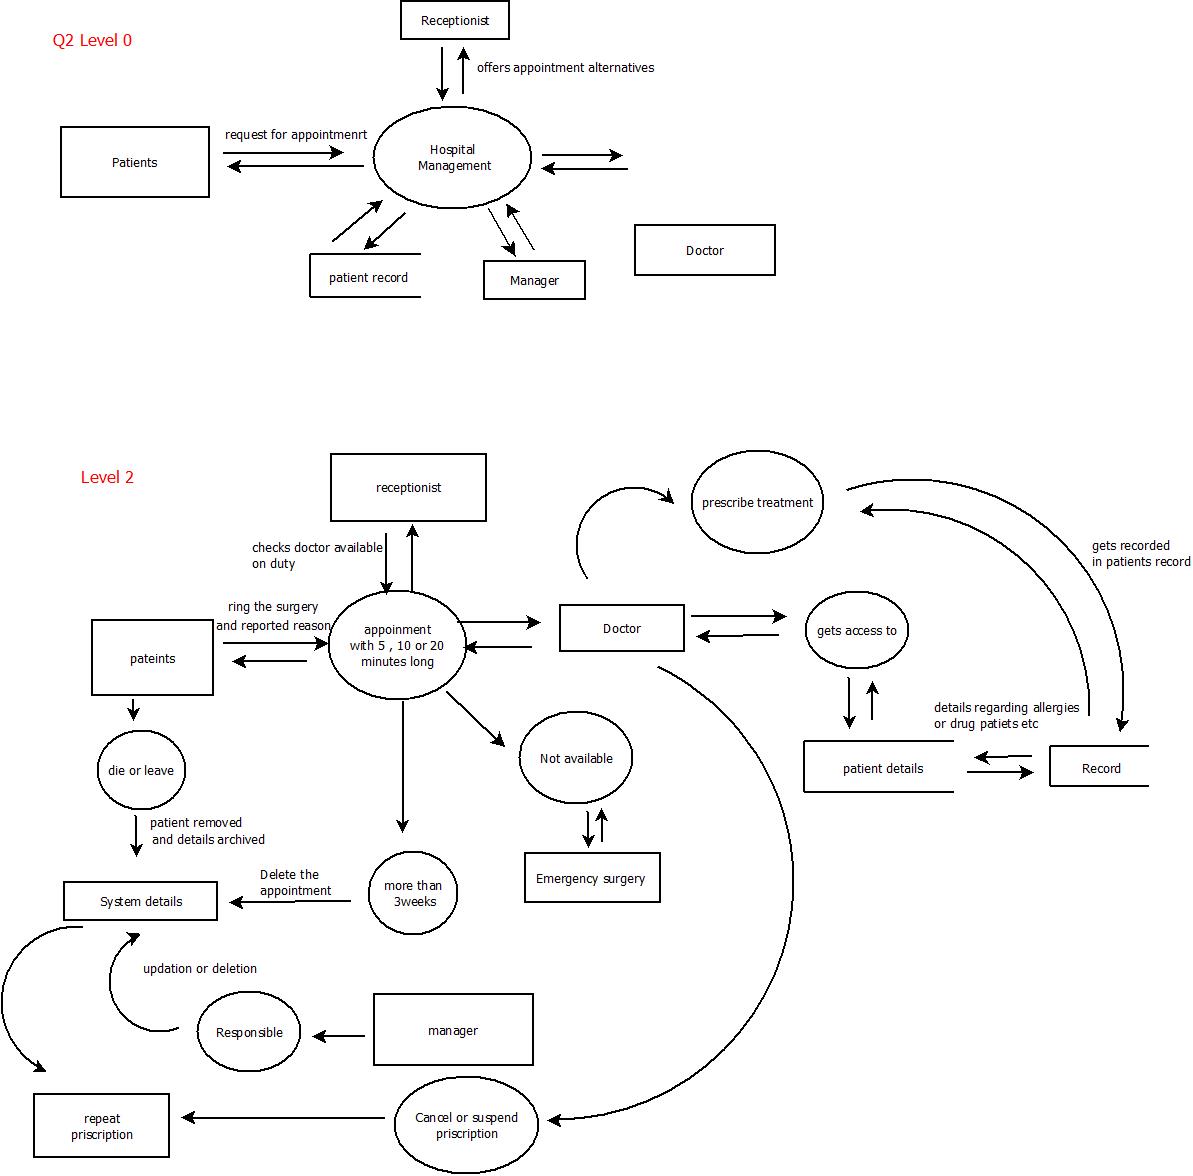 Receptionist
Q2 Level 0
offers appointment alternatives
request for appointmenrt
Patients
Hospital
Management
Doctor
patient record
Manager
Level 2
receptionist
prescribe treatment
checks doctor available
on duty
gets recorded
in patients record
ring the surgery
and reported reason
pateints
appoinment
with 5 , 10 or 20
minutes long
Doctor
gets access to
details regarding allergies
or drug patiets etc
die or leave
Not available
patient details
Record
patient removed
and details archived
Delete the
appointment
more than
3weeks
Emergency surgery
System details
updation or deletion
Responsible
manager
repeat
priscription
Cancel or suspend
priscription